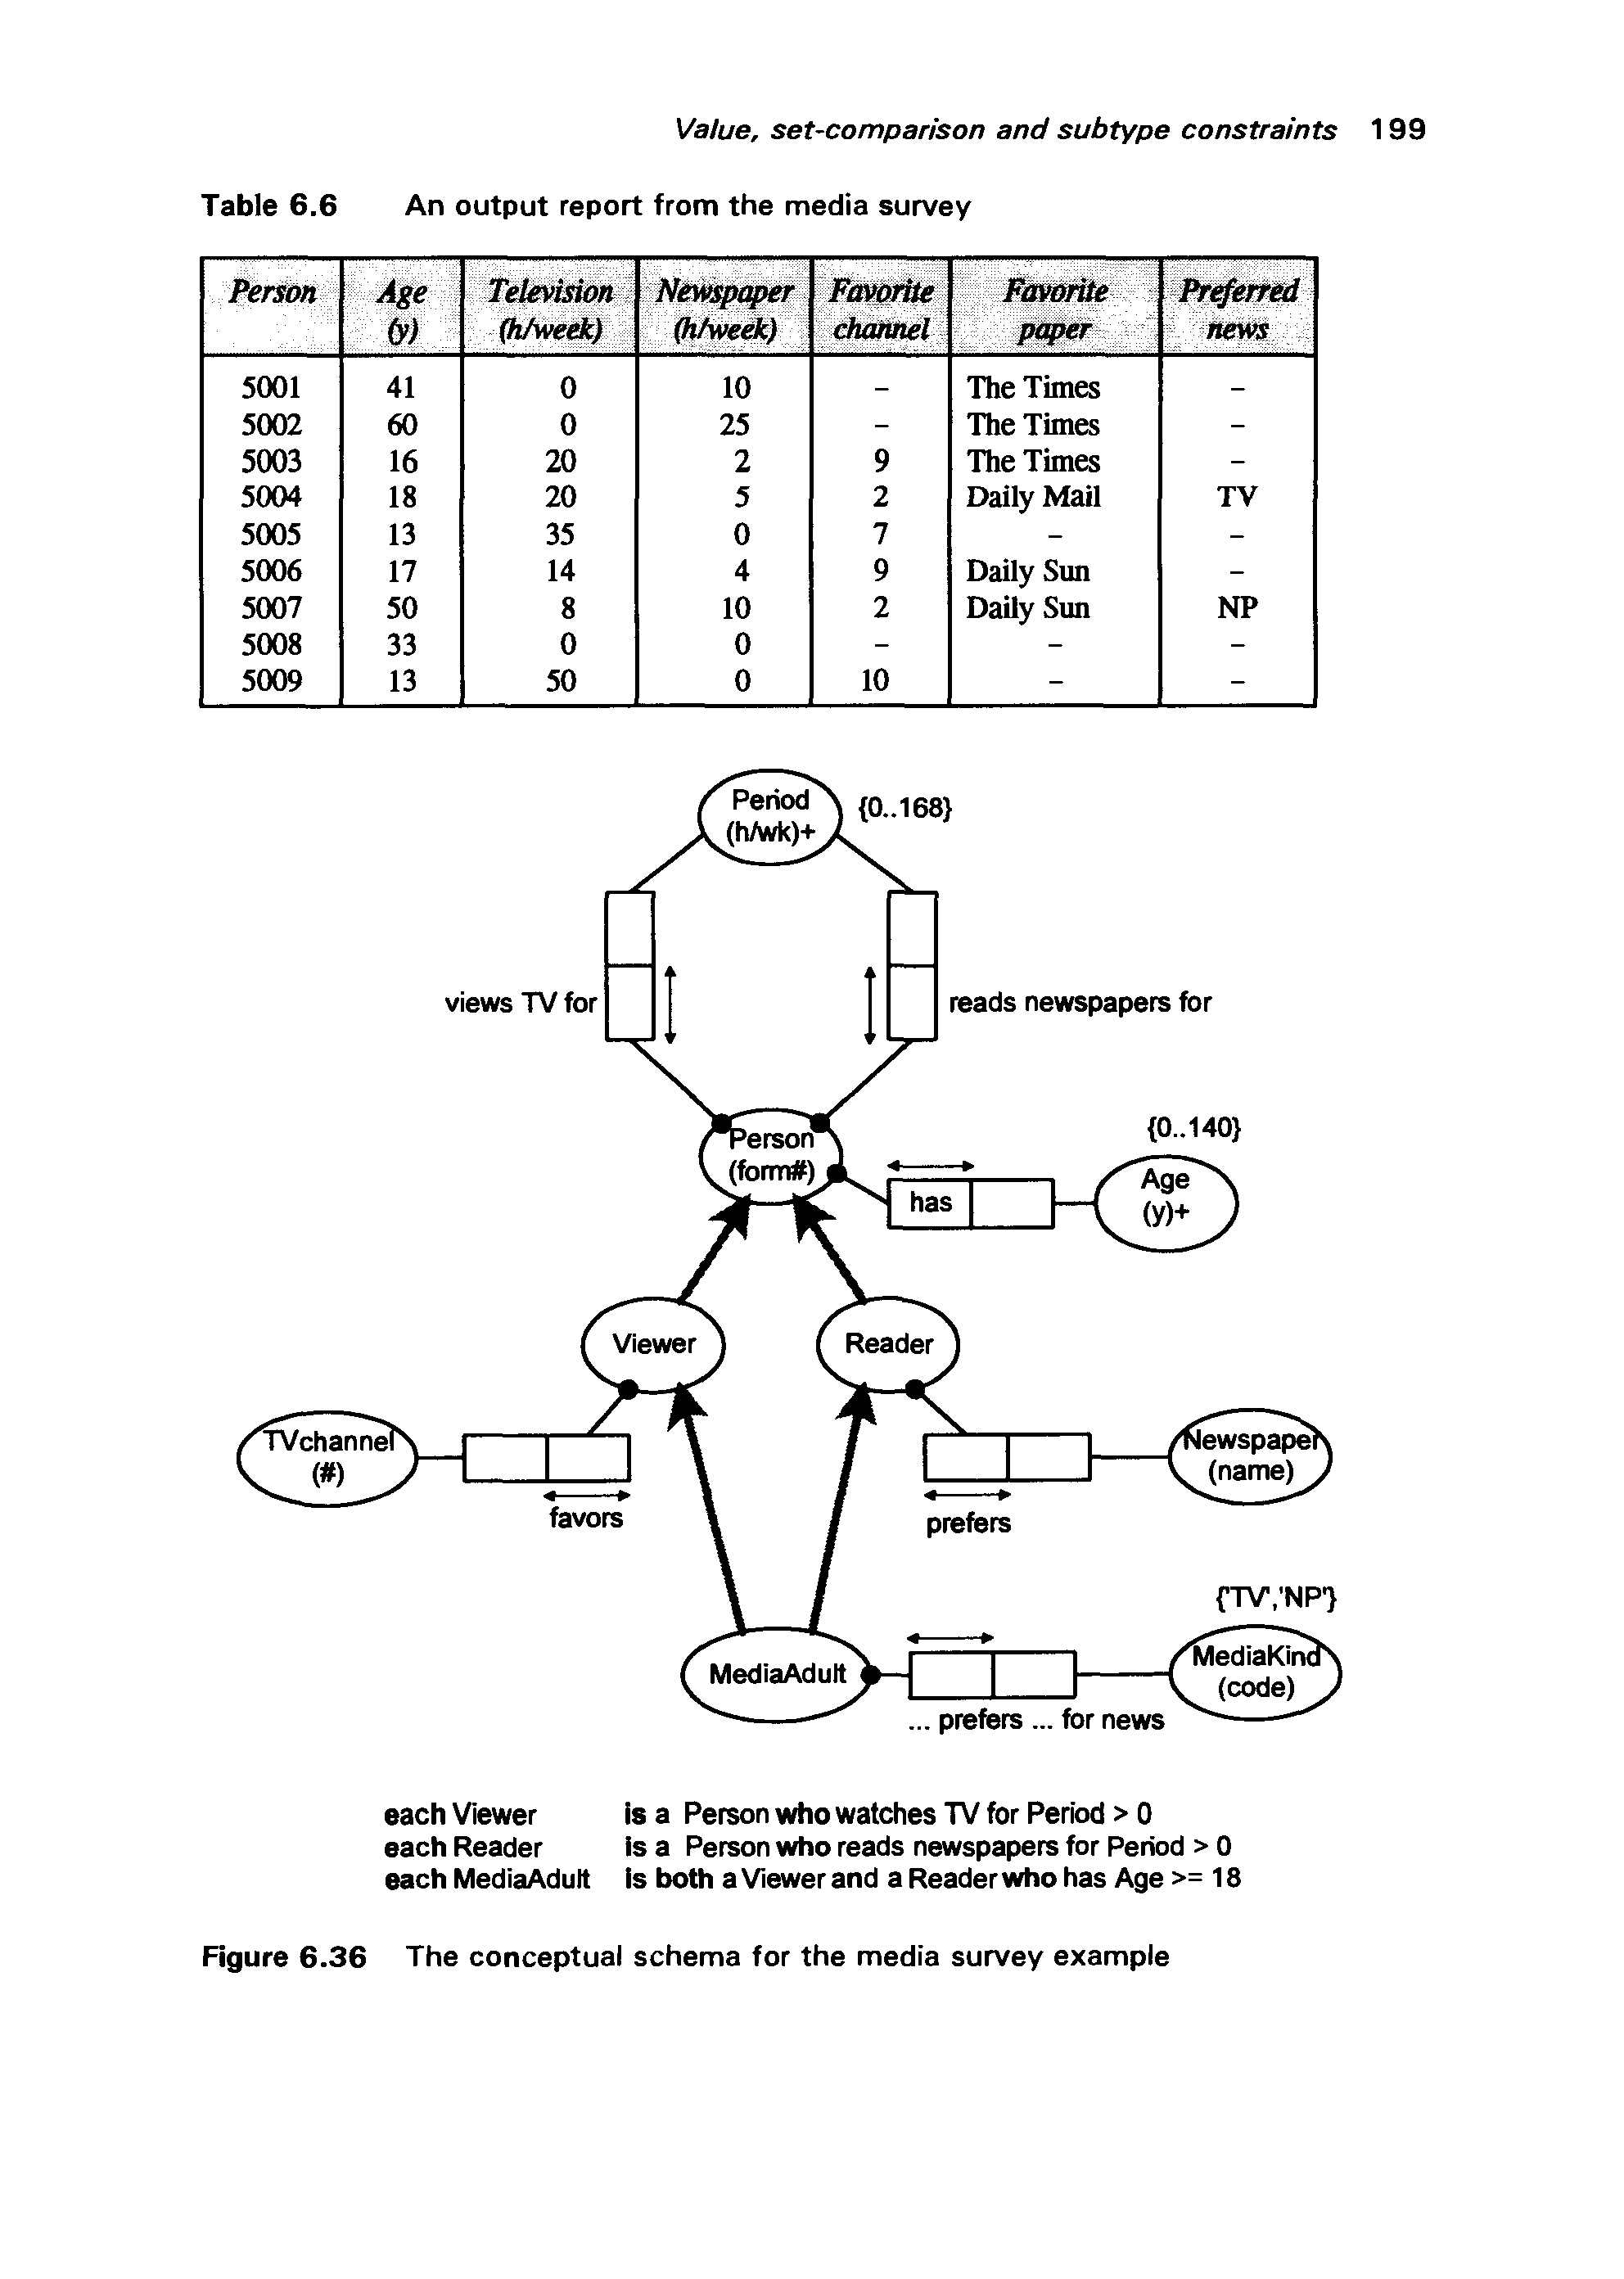 Value, set-comparison and subtype constraints 199
Table 6.6 An output report from the media survey
Person Age (y) Television (h/week) Newspaper (h/week) Favorite channel Favorite paper Preferred news
5001 41 0 10 – The Times –
5002 60 0 25 – The Times –
5003 16 20 2 9 The Times –
5004 18 20 5 2 Daily Mail TV
5005 13 35 0 7 – –
5006 17 14 4 9 Daily Sun –
5007 50 8 10 2 Daily Sun NP
5008 33 0 0 – – –
5009 13 50 0 10 – –
Period {0..168}
(h/wk)+
views TV for
reads newspapers for
Person
(form#)
{0..140}
has
Age
(y)+
Viewer
Reader
TVchannel
(#)
favors
Newspaper
(name)
prefers
{'TV','NP'}
MediaAdult
MediaKind
(code)
... prefers ... for news
each Viewer is a Person who watches TV for Period > 0
each Reader is a Person who reads newspapers for Period > 0
each MediaAdult is both a Viewer and a Reader who has Age >= 18
Figure 6.36 The conceptual schema for the media survey example